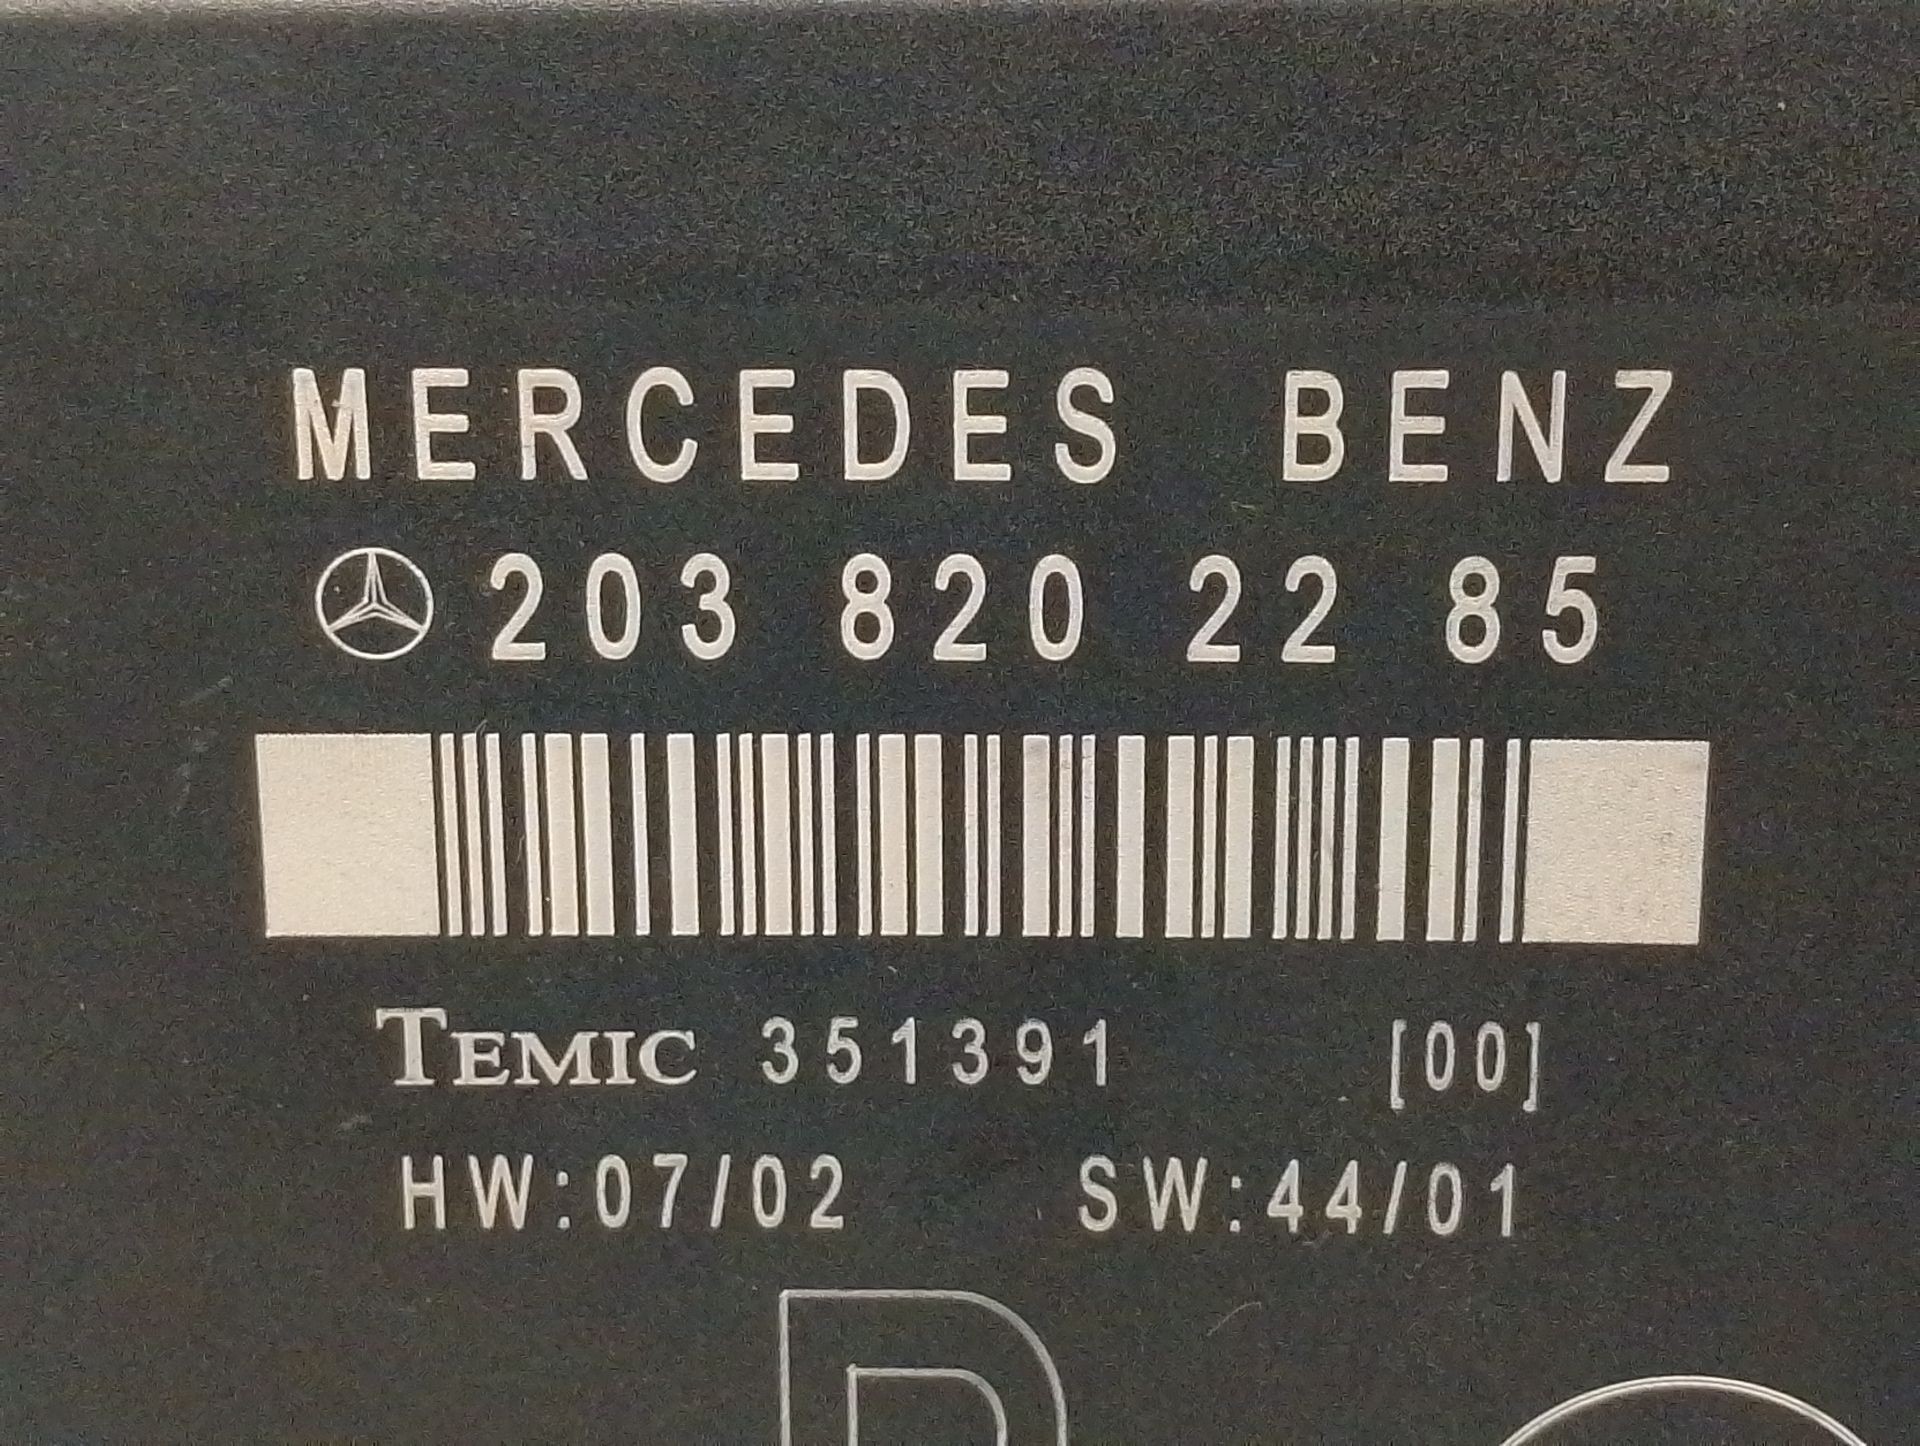 MERCEDES BENZ
203 820 22 85
TEMIC 351391 [00]
HW:07/02 SW:44/01